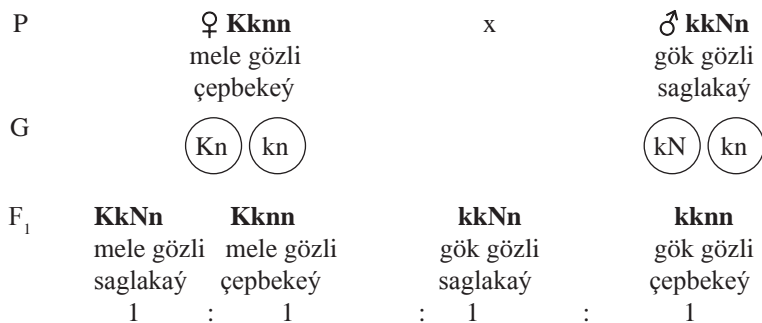 P ♀ Kknn x ♂ kkNn
mele gözli gök gözli
çepbekeý saglakaý
G Kn kn kN kn
F₁ KkNn Kknn kkNn kknn
mele gözli mele gözli gök gözli gök gözli
saglakaý çepbekeý saglakaý çepbekeý
1 : 1 : 1 : 1